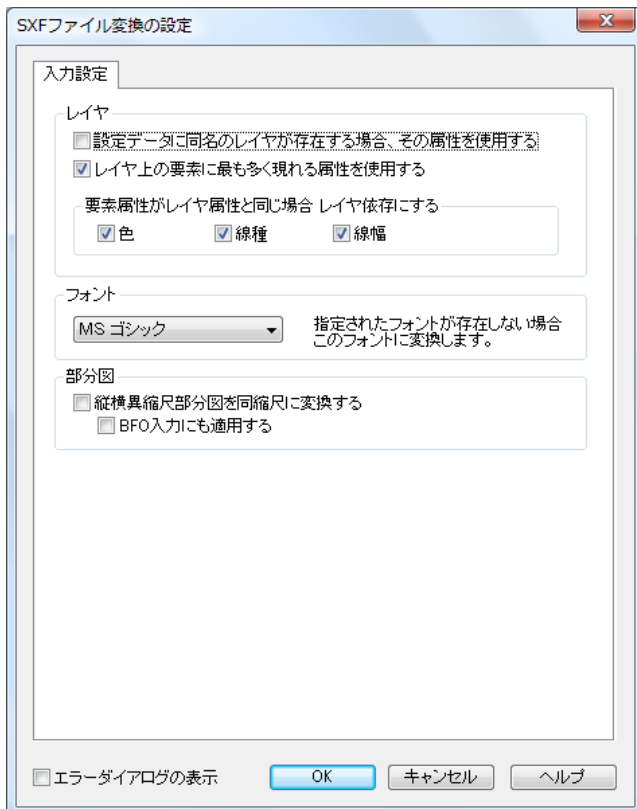 SXFファイル変換の設定
入力設定
レイヤ
設定データに同名のレイヤが存在する場合、その属性を使用する
レイヤ上の要素に最も多く現れる属性を使用する
要素属性がレイヤ属性と同じ場合 レイヤ依存にする
色 線種 線幅
フォント
MS ゴシック
指定されたフォントが存在しない場合
このフォントに変換します。
部分図
縦横異縮尺部分図を同縮尺に変換する
BFO入力にも適用する
エラーダイアログの表示 OK キャンセル ヘルプ